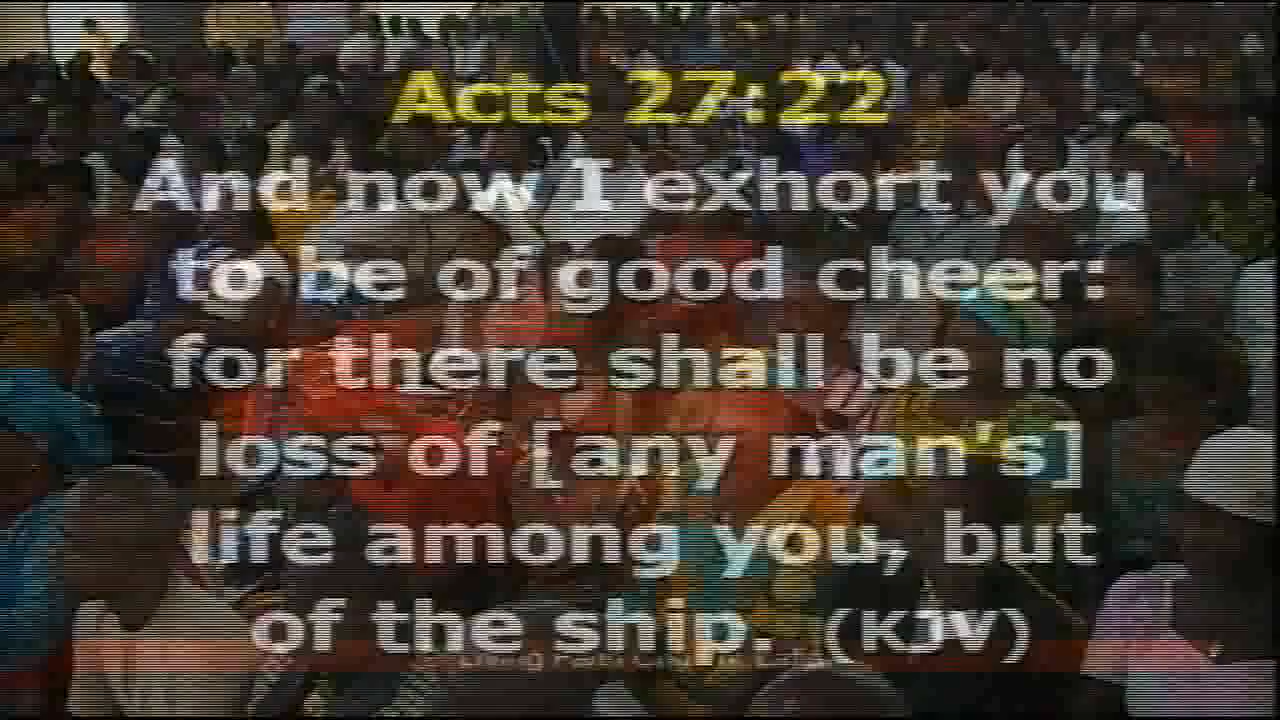 Acts 27:22
And now I exhort you
to be of good cheer:
for there shall be no
loss of [any man's]
life among you, but
of the ship. (KJV)